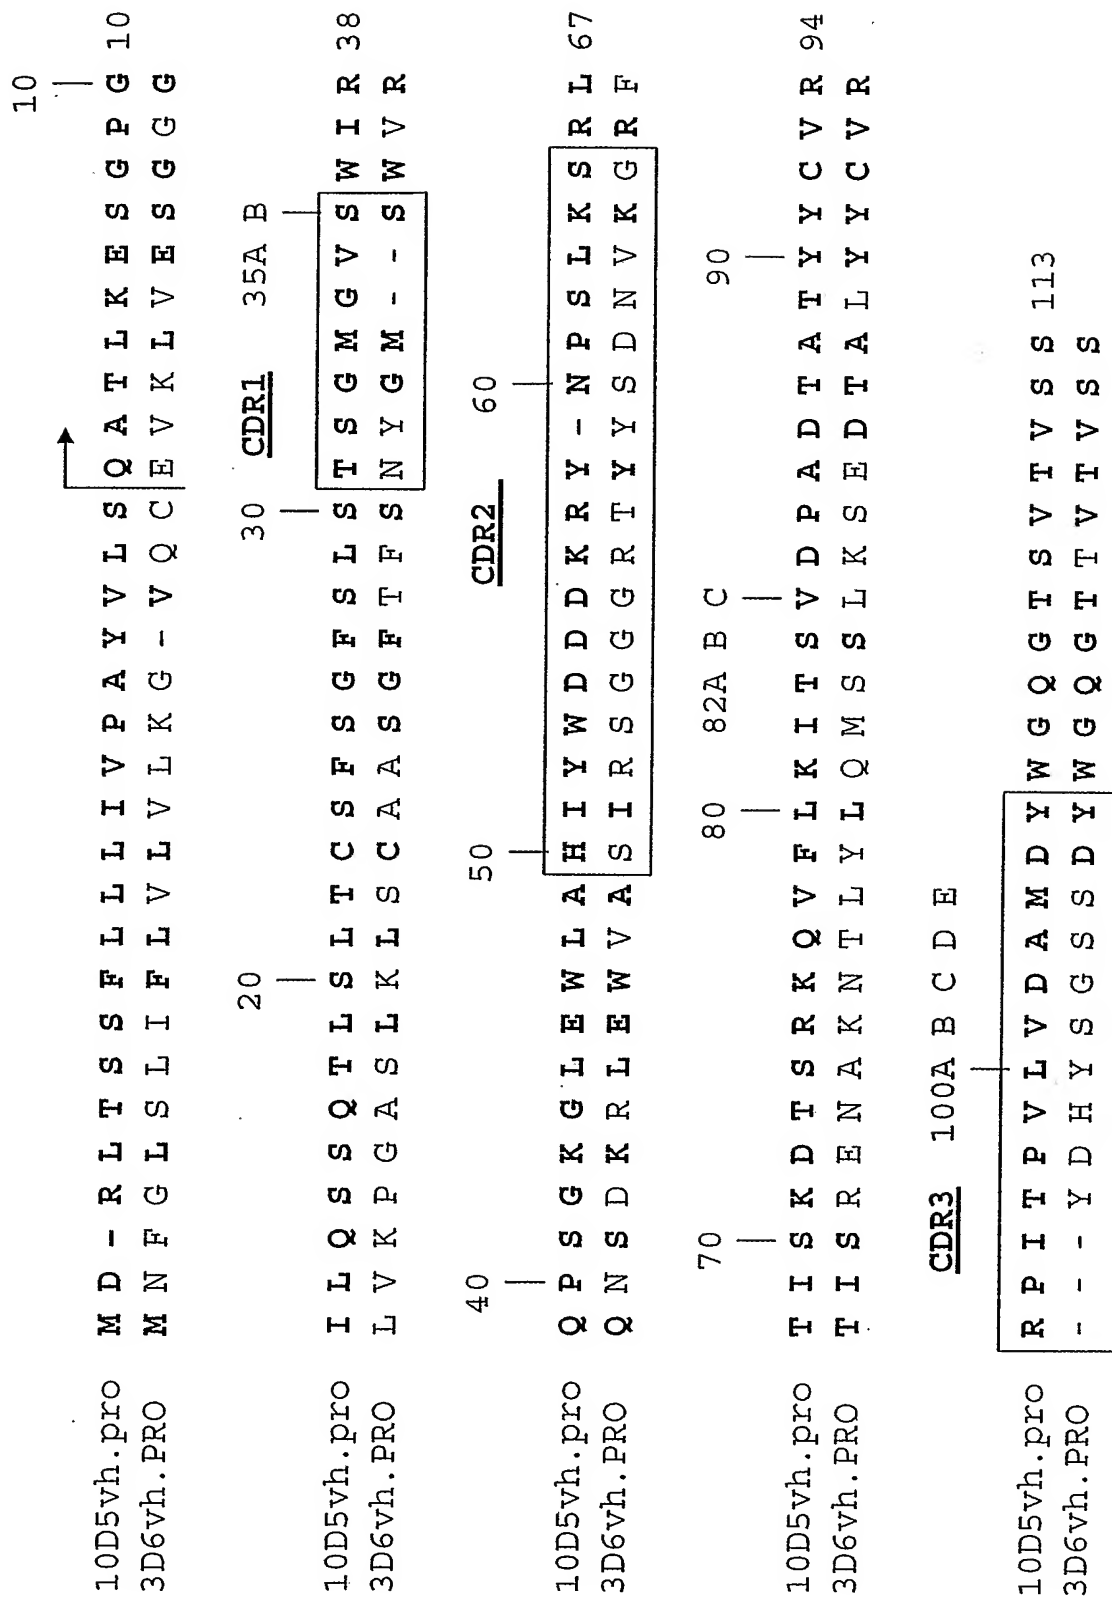 10
10D5vh.pro M D - R L T S S F L L L I V P A Y V L S Q A T L K E S G P G 10
3D6vh.PRO M N F G L S L I F L V L V L K G - V Q C E V K L V E S G G G
20 30 CDR1 35A B
10D5vh.pro I L Q S S Q T L S L T C S F S G F S L S T S G M G V S W I R 38
3D6vh.PRO L V K P G A S L K L S C A A S G F T F S N Y G M - - S W V R
40 50 CDR2 60
10D5vh.pro Q P S G K G L E W L A H I Y W D D D K R Y - N P S L K S R L 67
3D6vh.PRO Q N S D K R L E W V A S I R S G G G R T Y Y S D N V K G R F
70 80 82A B C 90
10D5vh.pro T I S K D T S R K Q V F L K I T S V D P A D T A T Y Y C V R 94
3D6vh.PRO T I S R E N A K N T L Y L Q M S S L K S E D T A L Y Y C V R
CDR3 100A B C D E
10D5vh.pro R P I T P V L V D A M D Y W G Q G T S V T V S S 113
3D6vh.PRO - - - Y D H Y S G S S D Y W G Q G T T V T V S S